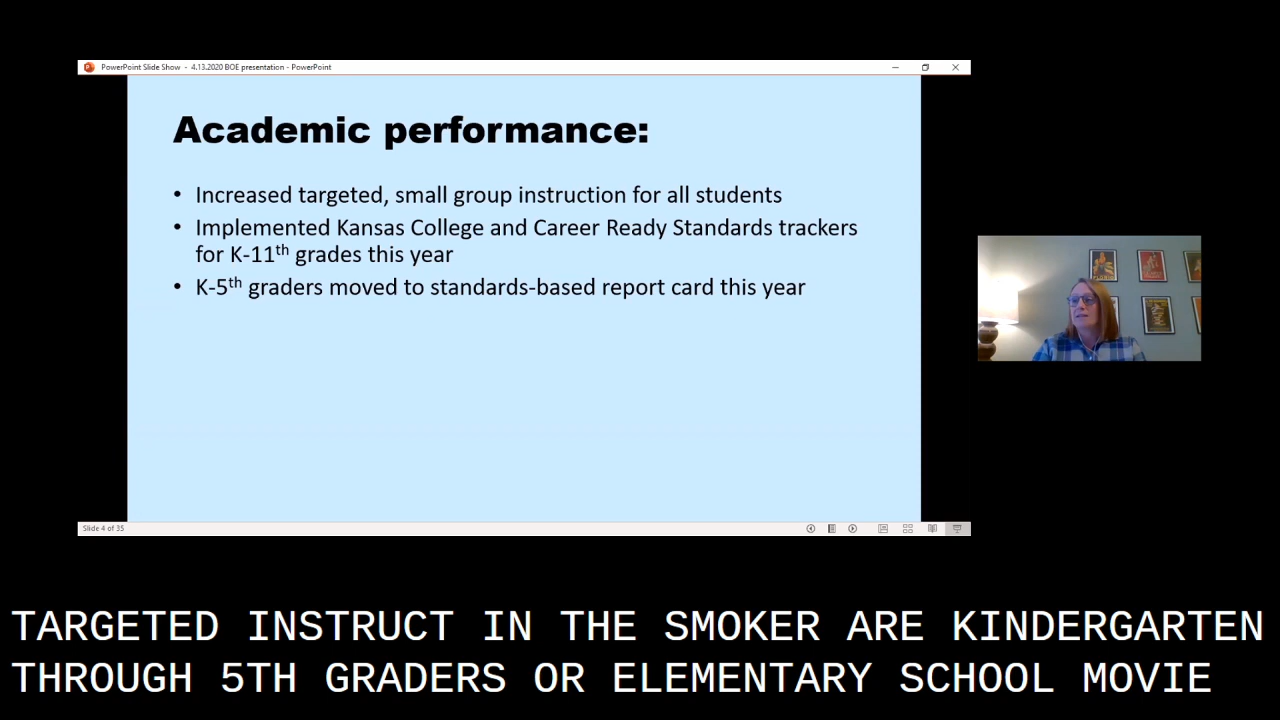 PowerPoint Slide Show - 4.13.2020 BOE presentation - PowerPoint
Academic performance:
• Increased targeted, small group instruction for all students
• Implemented Kansas College and Career Ready Standards trackers
for K-11th grades this year
• K-5th graders moved to standards-based report card this year
Slide 4 of 35
TARGETED INSTRUCT IN THE SMOKER ARE KINDERGARTEN
THROUGH 5TH GRADERS OR ELEMENTARY SCHOOL MOVIE